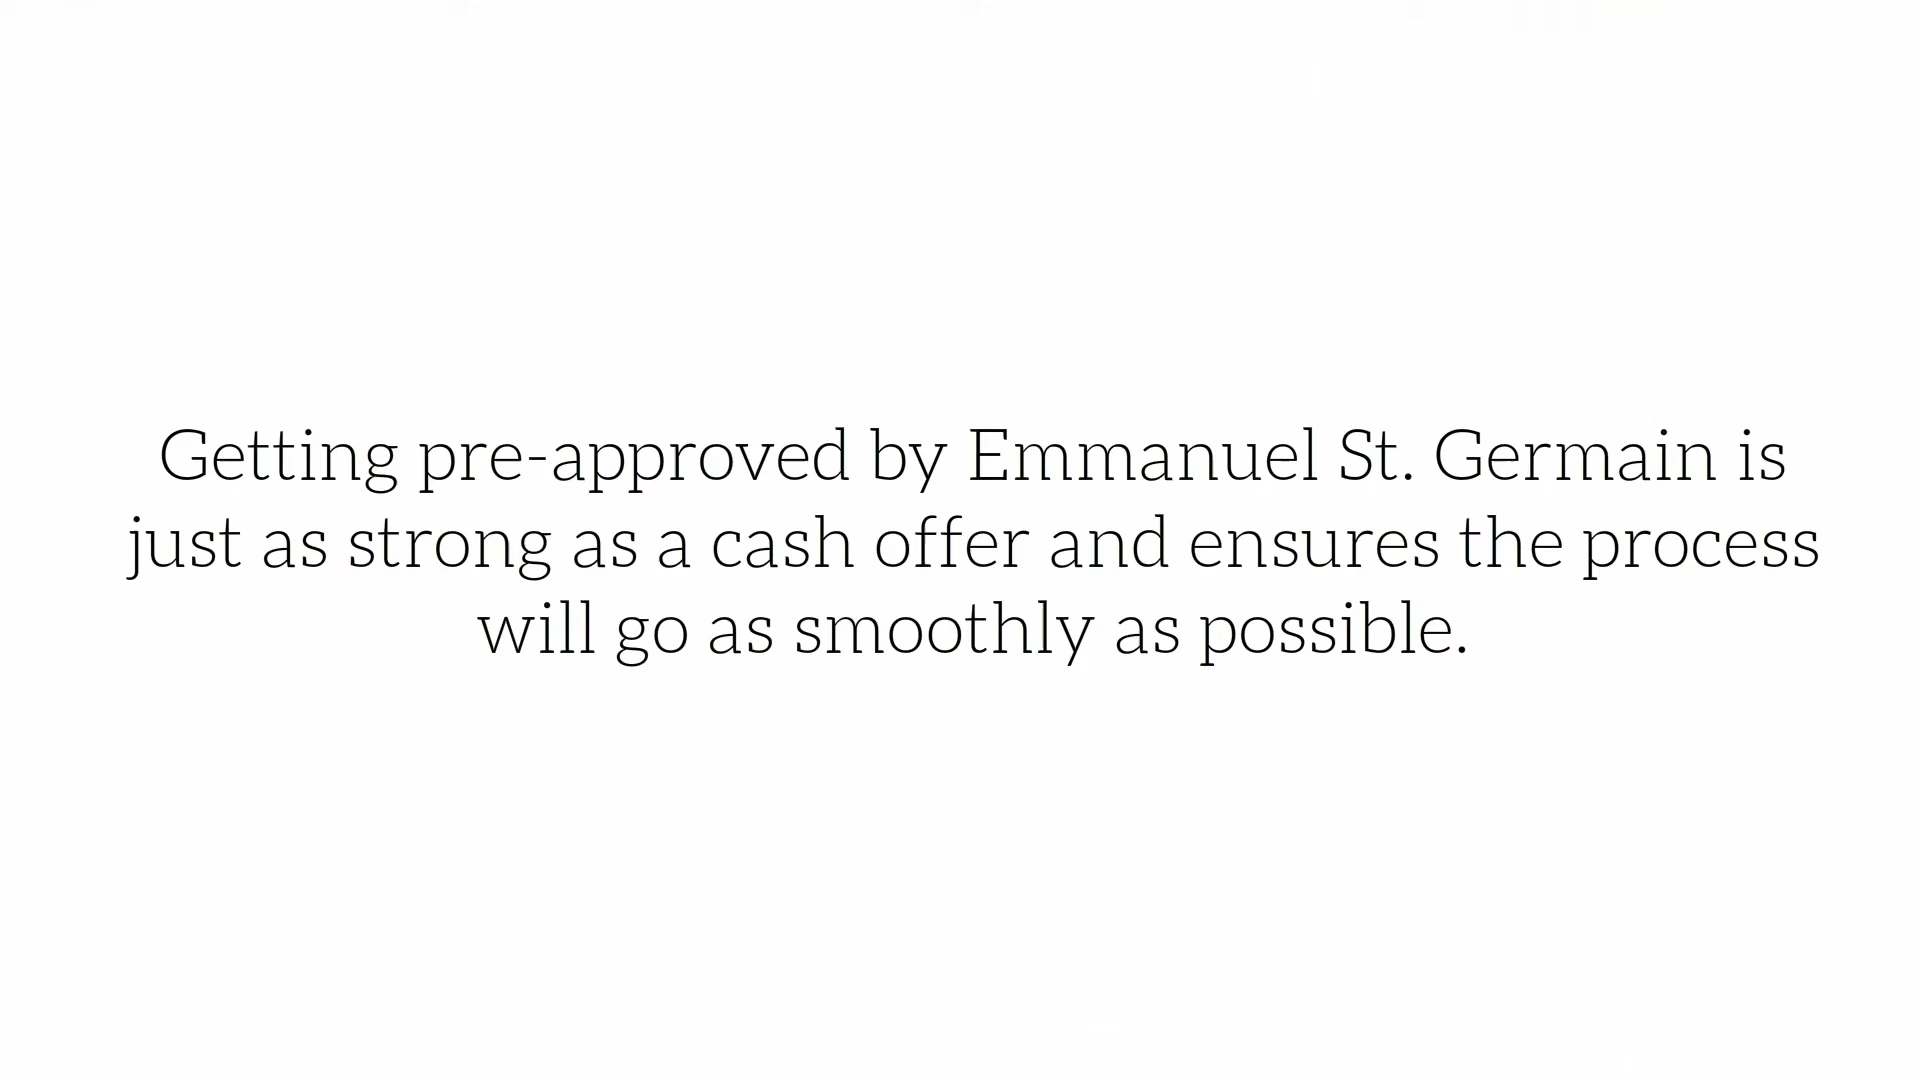 Getting pre-approved by Emmanuel St. Germain is
just as strong as a cash offer and ensures the process
will go as smoothly as possible.